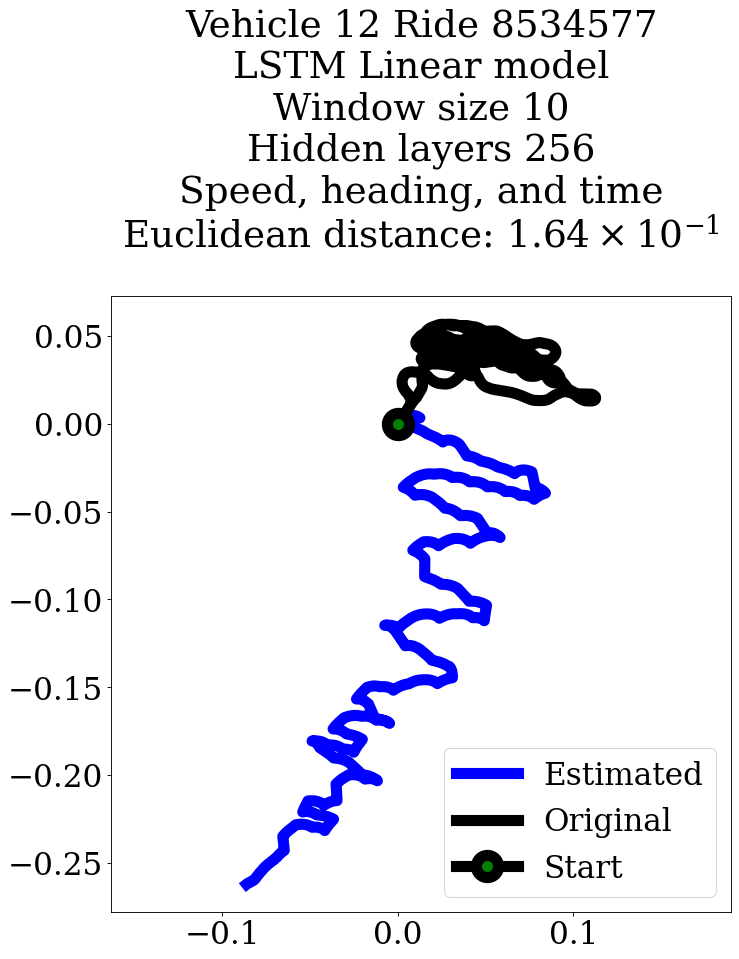 Vehicle 12 Ride 8534577
LSTM Linear model
Window size 10
Hidden layers 256
Speed, heading, and time
Euclidean distance: 1.64 × 10⁻¹
0.05
0.00
−0.05
−0.10
−0.15
−0.20
−0.25
Estimated
Original
Start
−0.1
0.0
0.1